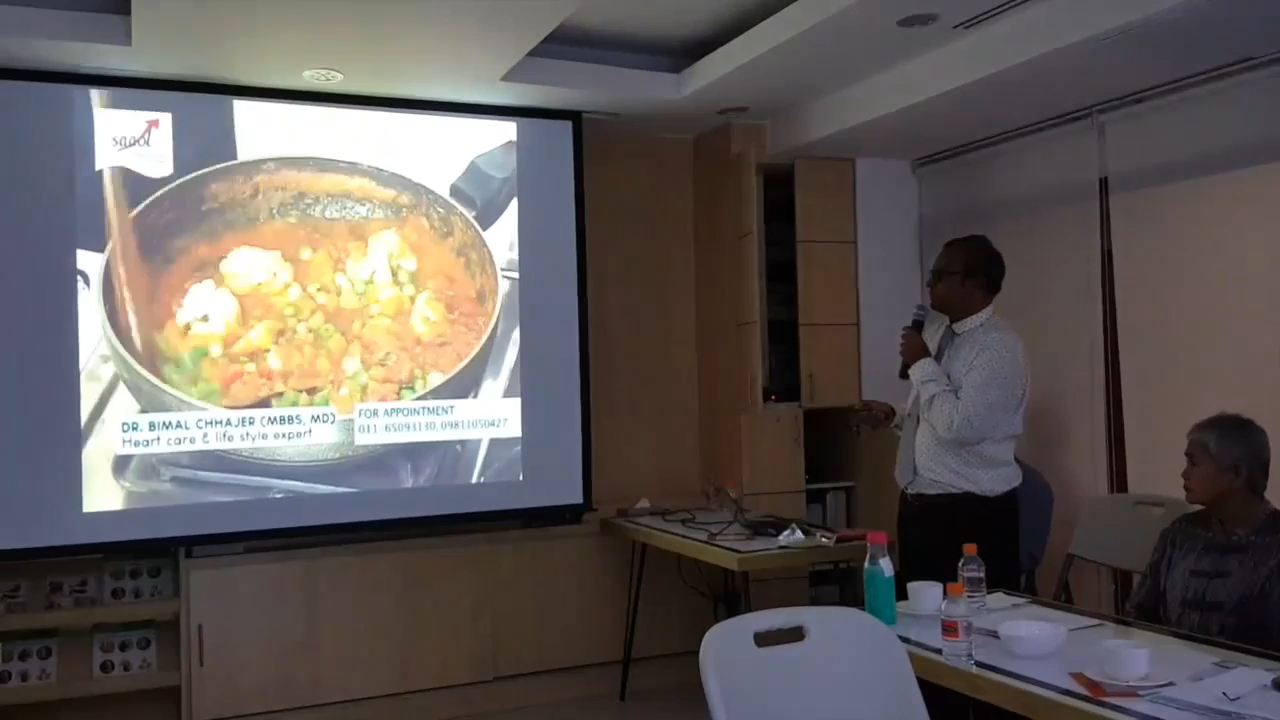 saaol
DR. BIMAL CHHAJER (MBBS, MD)
Heart care & life style expert
FOR APPOINTMENT
011-65093130, 09811050427